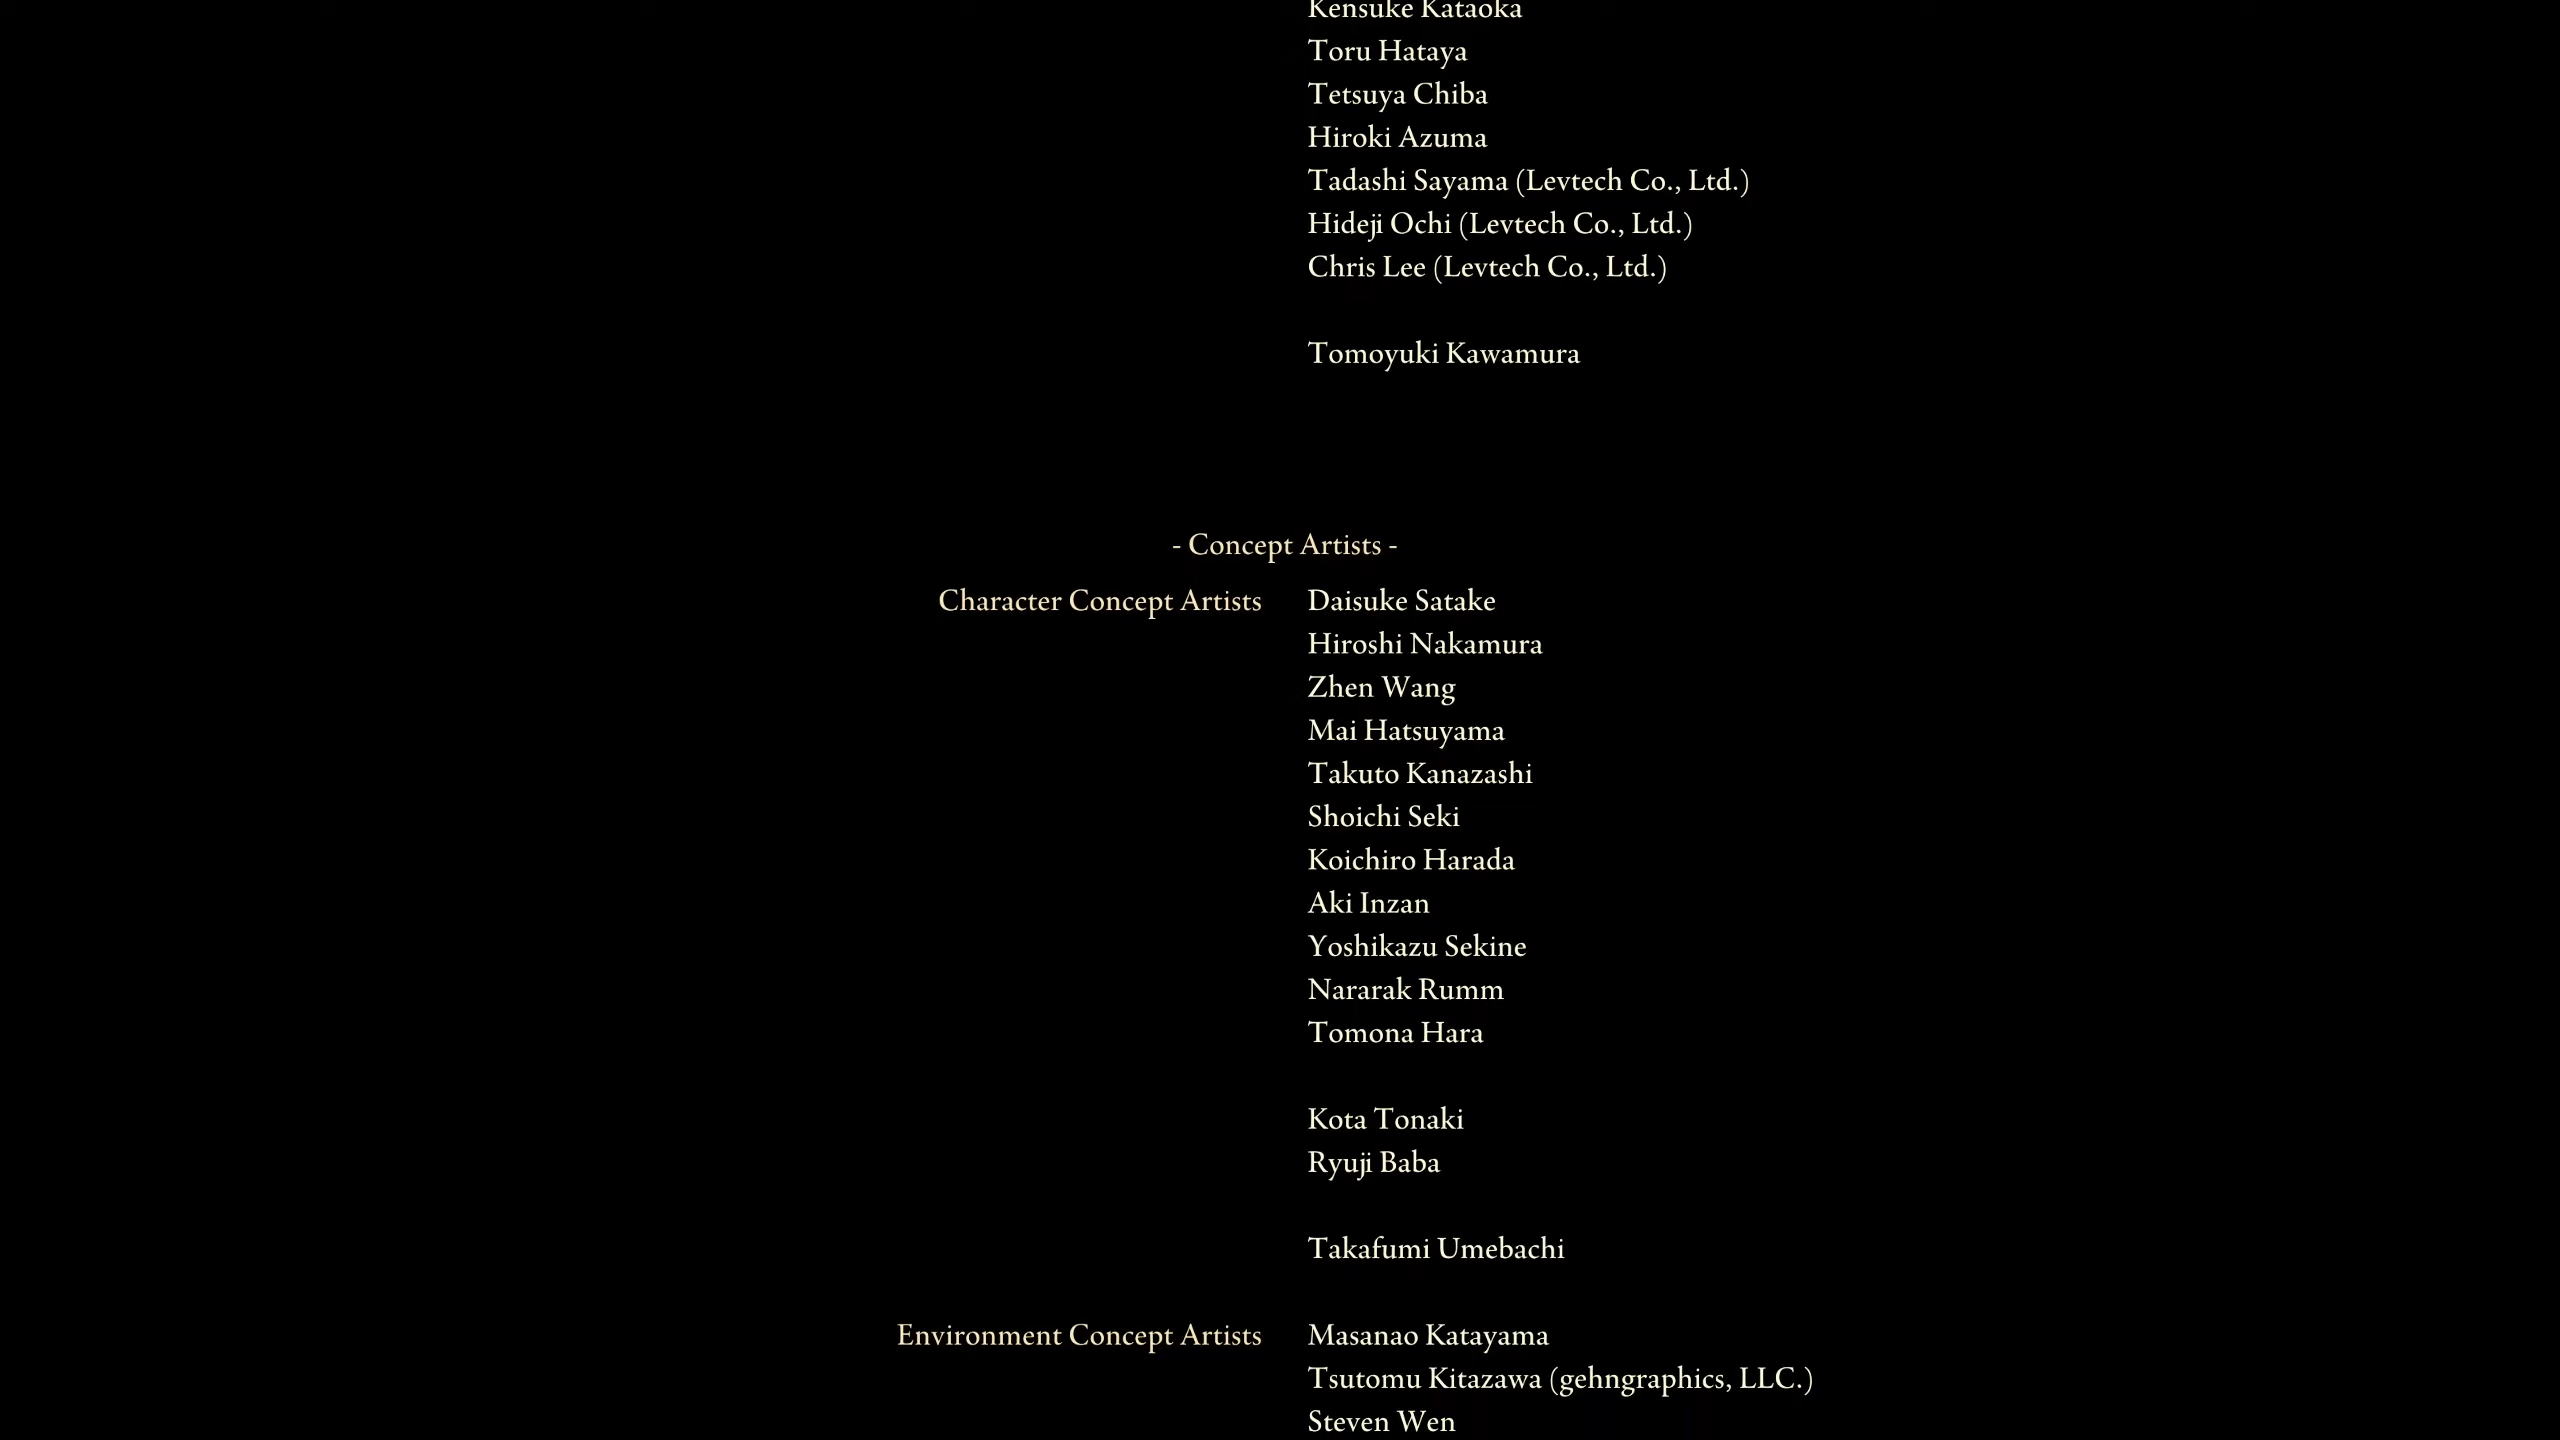 Kensuke Kataoka
Toru Hataya
Tetsuya Chiba
Hiroki Azuma
Tadashi Sayama (Levtech Co., Ltd.)
Hideji Ochi (Levtech Co., Ltd.)
Chris Lee (Levtech Co., Ltd.)
Tomoyuki Kawamura
- Concept Artists -
Character Concept Artists Daisuke Satake
Hiroshi Nakamura
Zhen Wang
Mai Hatsuyama
Takuto Kanazashi
Shoichi Seki
Koichiro Harada
Aki Inzan
Yoshikazu Sekine
Nararak Rumm
Tomona Hara
Kota Tonaki
Ryuji Baba
Takafumi Umebachi
Environment Concept Artists Masanao Katayama
Tsutomu Kitazawa (gehngraphics, LLC.)
Steven Wen